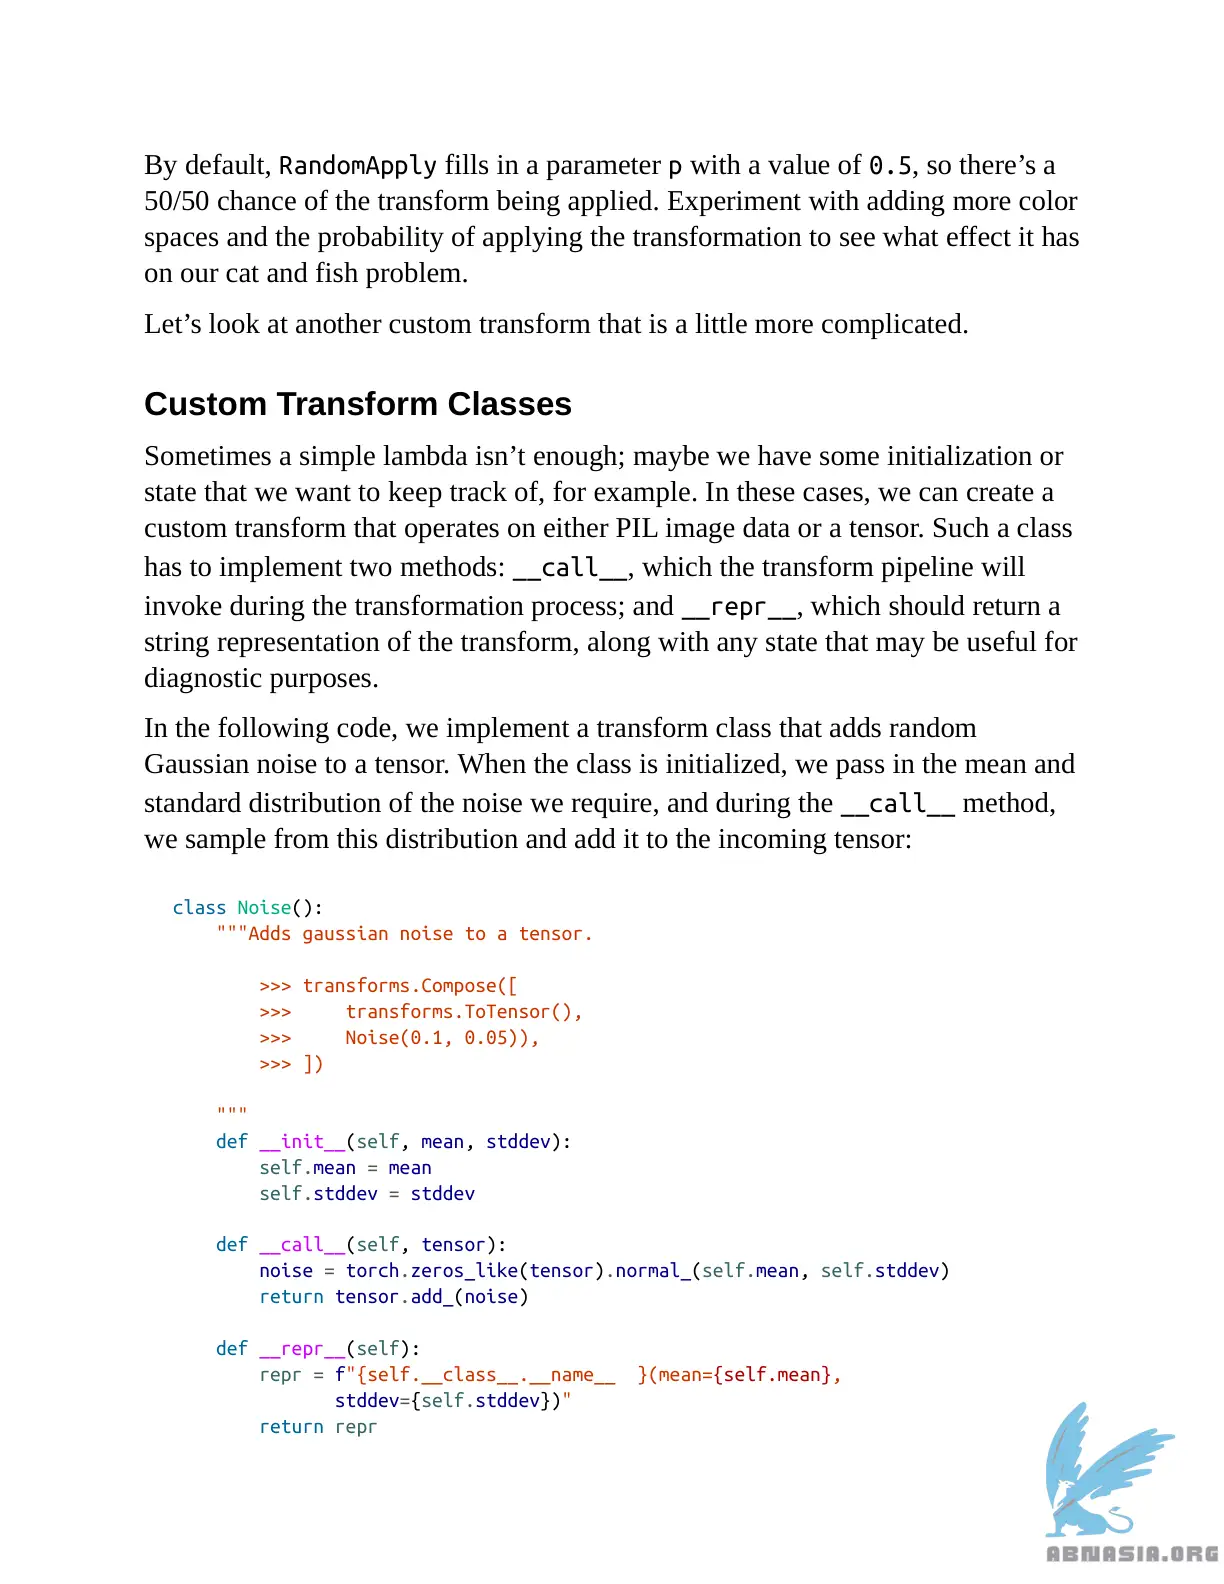 By default, RandomApply fills in a parameter p with a value of 0.5, so there’s a
50/50 chance of the transform being applied. Experiment with adding more color
spaces and the probability of applying the transformation to see what effect it has
on our cat and fish problem.
Let’s look at another custom transform that is a little more complicated.
Custom Transform Classes
Sometimes a simple lambda isn’t enough; maybe we have some initialization or
state that we want to keep track of, for example. In these cases, we can create a
custom transform that operates on either PIL image data or a tensor. Such a class
has to implement two methods: __call__, which the transform pipeline will
invoke during the transformation process; and __repr__, which should return a
string representation of the transform, along with any state that may be useful for
diagnostic purposes.
In the following code, we implement a transform class that adds random
Gaussian noise to a tensor. When the class is initialized, we pass in the mean and
standard distribution of the noise we require, and during the __call__ method,
we sample from this distribution and add it to the incoming tensor:
class Noise():
    """Adds gaussian noise to a tensor.
        >>> transforms.Compose([
        >>>     transforms.ToTensor(),
        >>>     Noise(0.1, 0.05)),
        >>> ])
    """
    def __init__(self, mean, stddev):
        self.mean = mean
        self.stddev = stddev
    def __call__(self, tensor):
        noise = torch.zeros_like(tensor).normal_(self.mean, self.stddev)
        return tensor.add_(noise)
    def __repr__(self):
        repr = f"{self.__class__.__name__  }(mean={self.mean},
               stddev={self.stddev})"
        return repr
ABNASIA.ORG